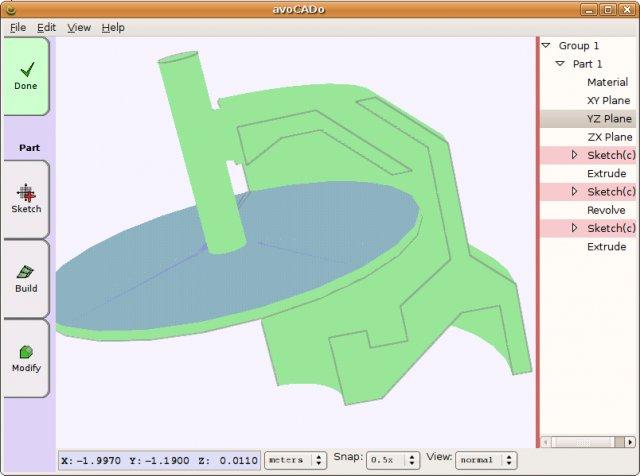 avoCADo
File Edit View Help
Done
Part
Sketch
Build
Modify
Group 1
Part 1
Material
XY Plane
YZ Plane
ZX Plane
Sketch(c)
Extrude
Sketch(c)
Revolve
Sketch(c)
Extrude
X: -1.9970 Y: -1.1900 Z: 0.0110 meters Snap: 0.5x View: normal